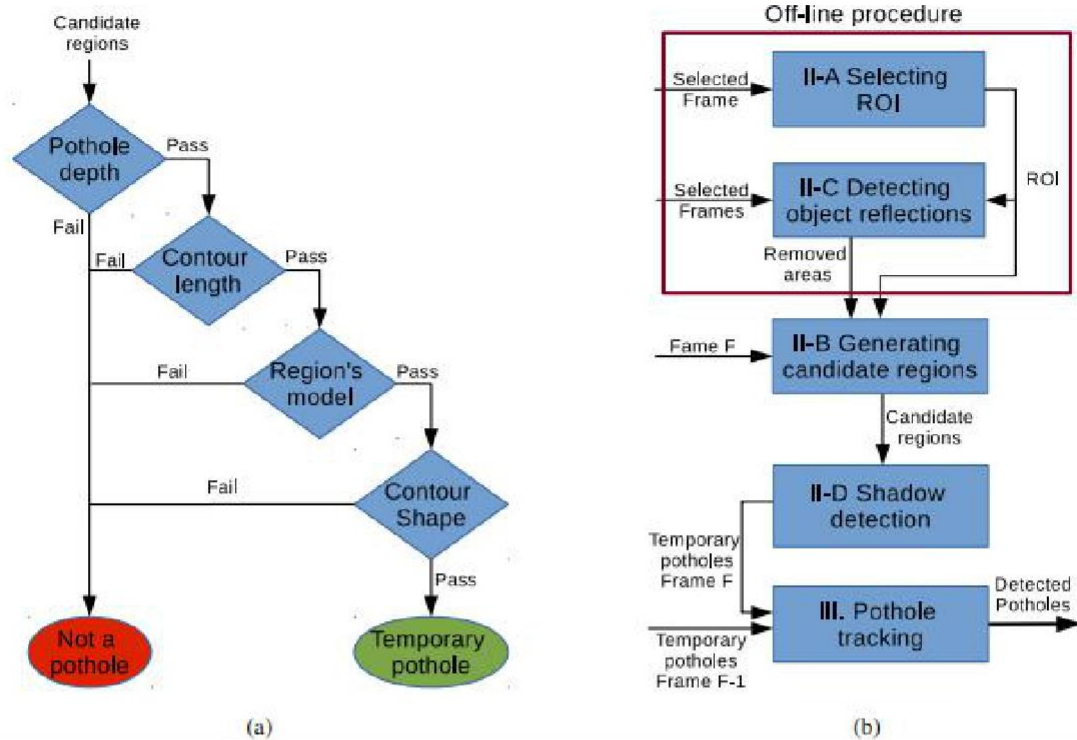 Candidate
regions
Pothole
depth
Pass
Fail
Contour
length
Fail
Pass
Region's
model
Fail
Pass
Contour
Shape
Fail
Pass
Not a
pothole
Temporary
pothole
(a)
Off-line procedure
Selected
Frame
II-A Selecting
ROI
ROI
Selected
Frames
II-C Detecting
object reflections
Removed
areas
Fame F
II-B Generating
candidate regions
Candidate
regions
II-D Shadow
detection
Temporary
potholes
Frame F
III. Pothole
tracking
Detected
Potholes
Temporary
potholes
Frame F-1
(b)